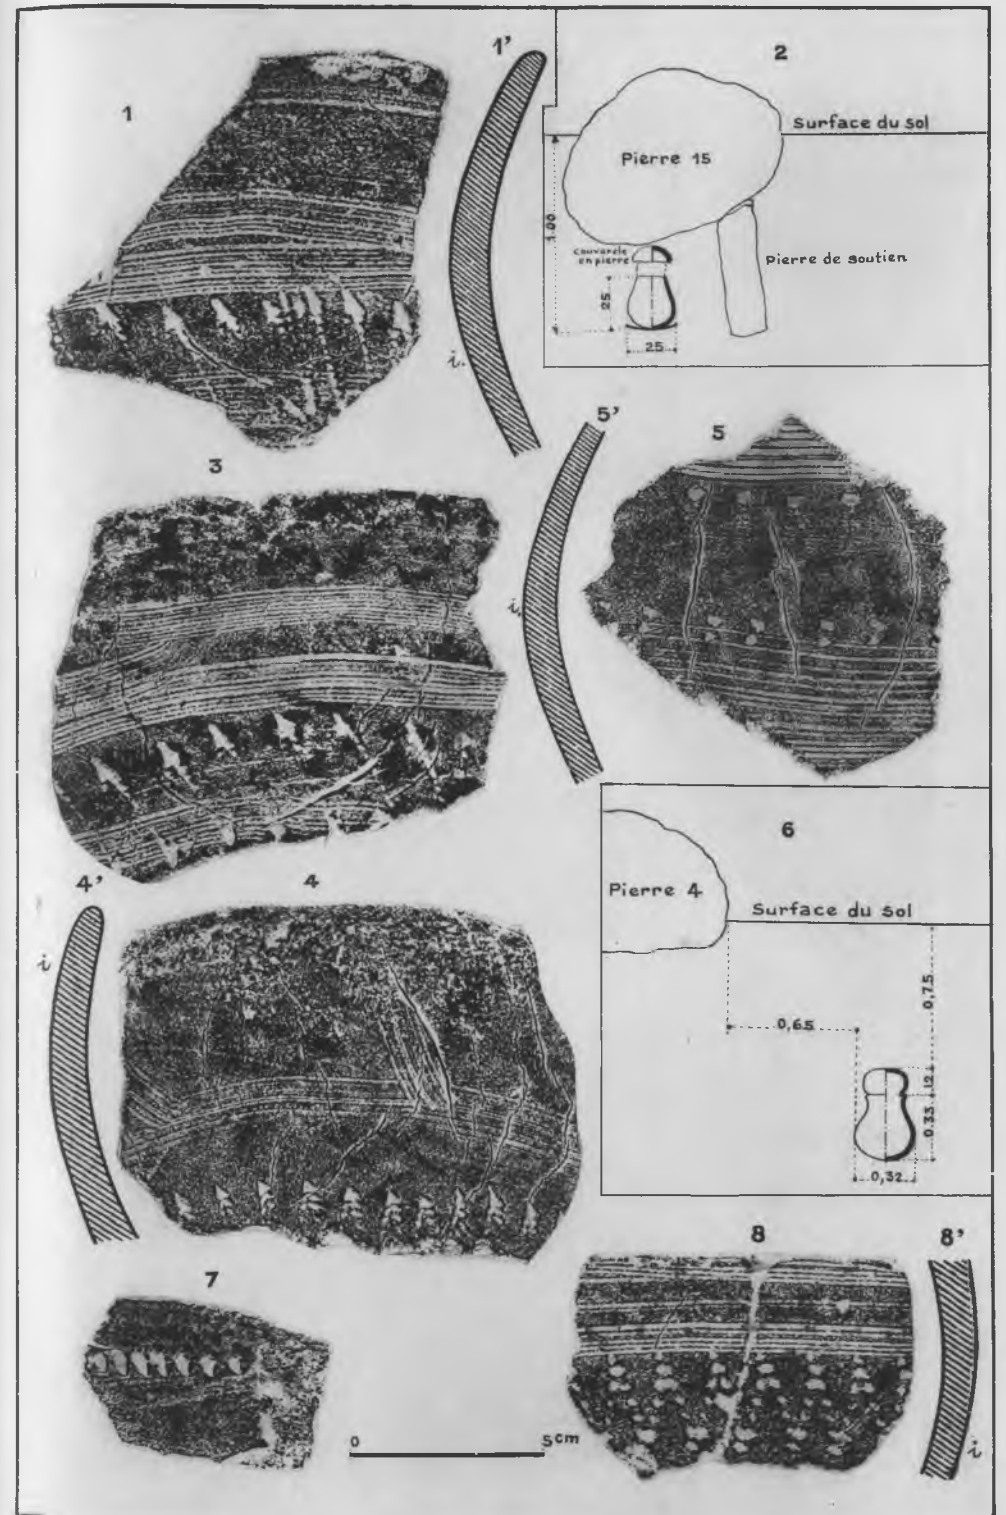 1
1'
2
Surface du sol
Pierre 15
1.00
Couvercle
en pierre
Pierre de soutien
25
25
i.
3
5'
5
i.
4'
4
i
6
Pierre 4
Surface du sol
0,65
0,75
12
0.33
0,32
7
8
8'
i
0
5cm